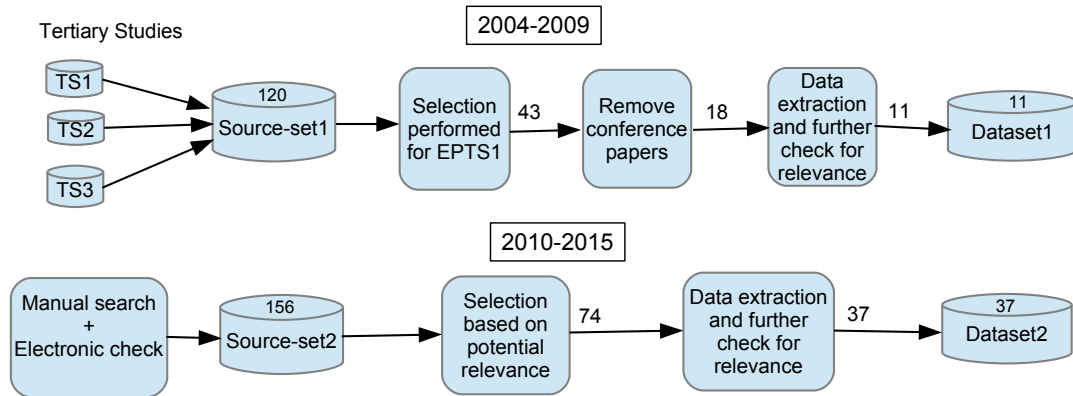 Tertiary Studies
2004-2009
TS1
TS2
TS3
120
Source-set1
Selection
performed
for EPTS1
43
Remove
conference
papers
18
Data
extraction
and further
check for
relevance
11
11
Dataset1
2010-2015
Manual search
+
Electronic check
156
Source-set2
Selection
based on
potential
relevance
74
Data extraction
and further
check for
relevance
37
37
Dataset2